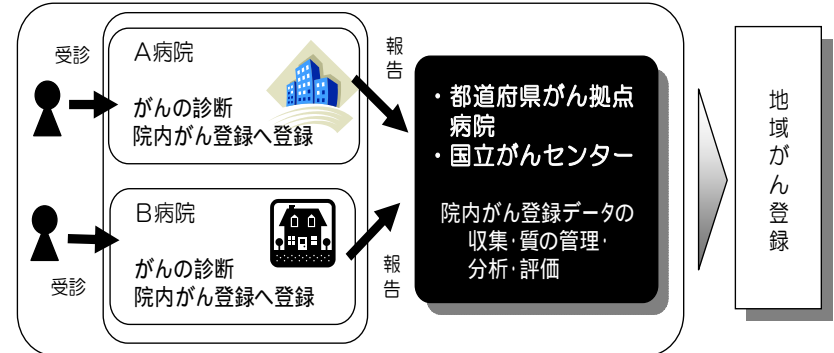 受診
A病院
がんの診断
院内がん登録へ登録
報告
受診
B病院
がんの診断
院内がん登録へ登録
報告
・都道府県がん拠点
病院
・国立がんセンター
院内がん登録データの
収集・質の管理・
分析・評価
地域がん登録